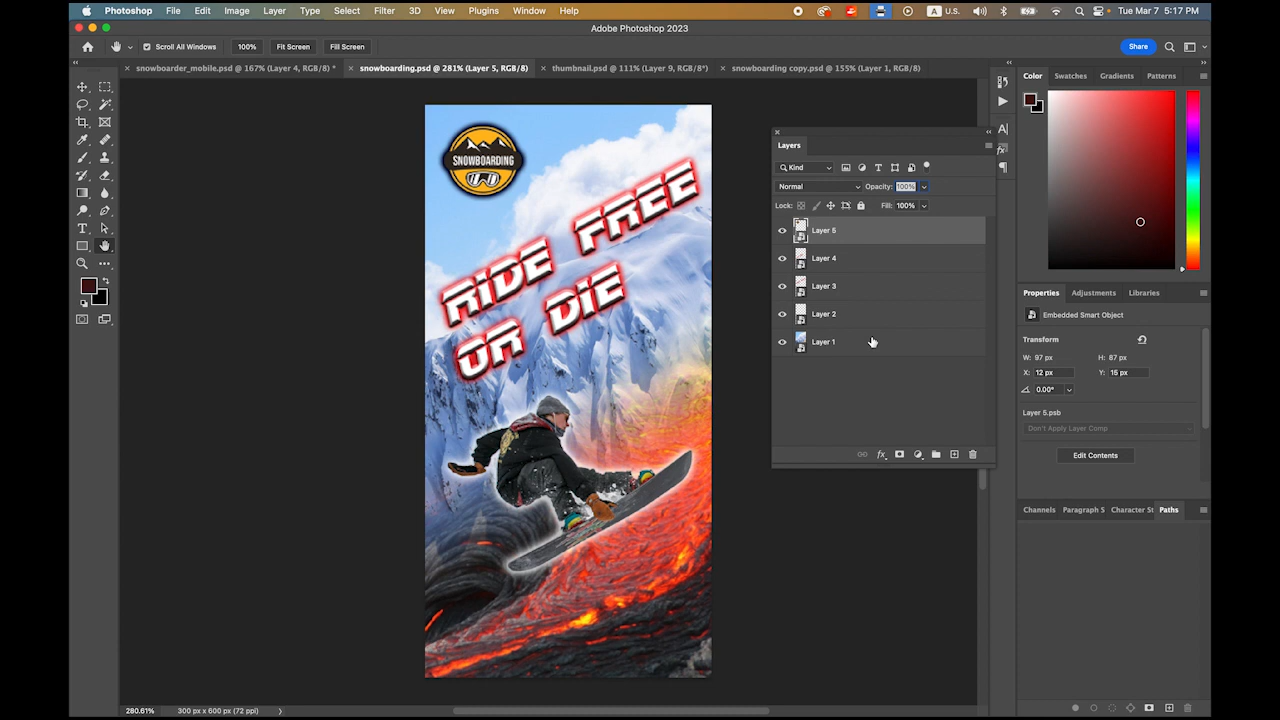 Photoshop File Edit Image Layer Type Select Filter 3D View Plugins Window Help A U.S. Tue Mar 7 5:17 PM
Adobe Photoshop 2023
Scroll All Windows 100% Fit Screen Fill Screen Share
snowboarder_mobile.psd @ 167% (Layer 4, RGB/8) * snowboarding.psd @ 281% (Layer 5, RGB/8) thumbnail.psd @ 111% (Layer 9, RGB/8*) snowboarding copy.psd @ 155% (Layer 1, RGB/8)
Color Swatches Gradients Patterns
SNOWBOARDING
RIDE FREE
OR DIE
Layers
Kind
Normal Opacity: 100%
Lock: Fill: 100%
Layer 5
Layer 4
Layer 3
Layer 2
Layer 1
fx
Properties Adjustments Libraries
Embedded Smart Object
Transform
W: 97 px H: 87 px
X: 12 px Y: 15 px
0.00°
Layer 5.psb
Don't Apply Layer Comp
Edit Contents
Channels Paragraph S Character St Paths
280.61% 300 px x 600 px (72 ppi)